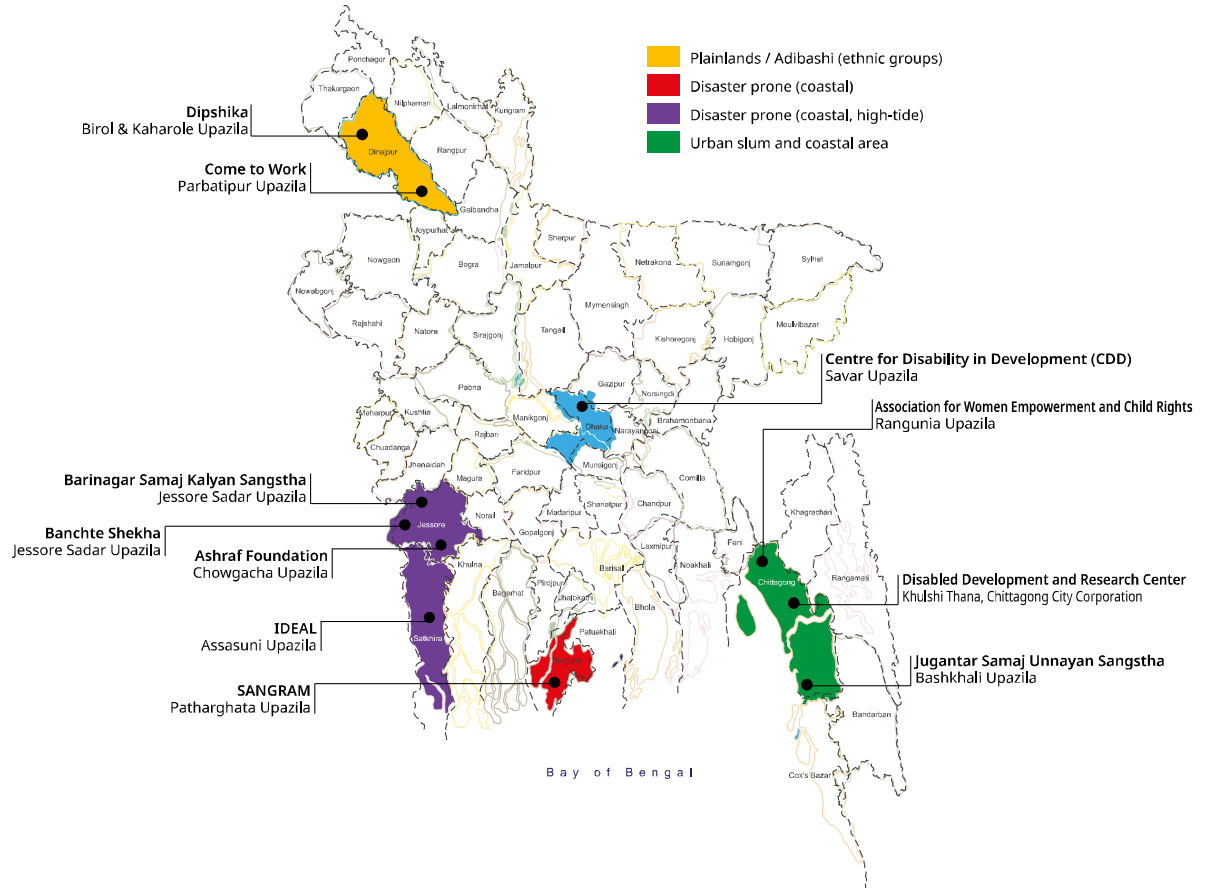 Plainlands / Adibashi (ethnic groups)
Disaster prone (coastal)
Disaster prone (coastal, high-tide)
Urban slum and coastal area
Dipshika
Birol & Kaharole Upazila
Come to Work
Parbatipur Upazila
Barinagar Samaj Kalyan Sangstha
Jessore Sadar Upazila
Banchte Shekha
Jessore Sadar Upazila
Ashraf Foundation
Chowgacha Upazila
IDEAL
Assasuni Upazila
SANGRAM
Patharghata Upazila
Centre for Disability in Development (CDD)
Savar Upazila
Association for Women Empowerment and Child Rights
Rangunia Upazila
Disabled Development and Research Center
Khulshi Thana, Chittagong City Corporation
Jugantar Samaj Unnayan Sangstha
Bashkhali Upazila
Ponchagor
Thakurgaon
Nilphamari
Lalmonirhat
Kurigram
Dinajpur
Rangpur
Gaibandha
Joypurhat
Nowgaon
Bogra
Jamalpur
Sherpur
Netrakona
Sunamgonj
Sylhet
Nowabgonj
Rajshahi
Natore
Sirajgonj
Tangail
Mymensingh
Kishoregonj
Hobigonj
Moulvibazar
Pabna
Gazipur
Norsingdi
Meherpur
Kushtia
Manikgonj
Dhaka
Narayangonj
Brahamonbaria
Chuadanga
Rajbari
Jhenaidah
Magura
Faridpur
Munsigonj
Comilla
Jessore
Norail
Madaripur
Shariatpur
Chandpur
Gopalgonj
Khagrachari
Khulna
Barisal
Laxmipur
Noakhali
Feni
Pirojpur
Bagerhat
Jhalokathi
Bhola
Chittegong
Rangamati
Satkhira
Patuakhali
Bandarban
Cox's Bazar
Bay of Bengal